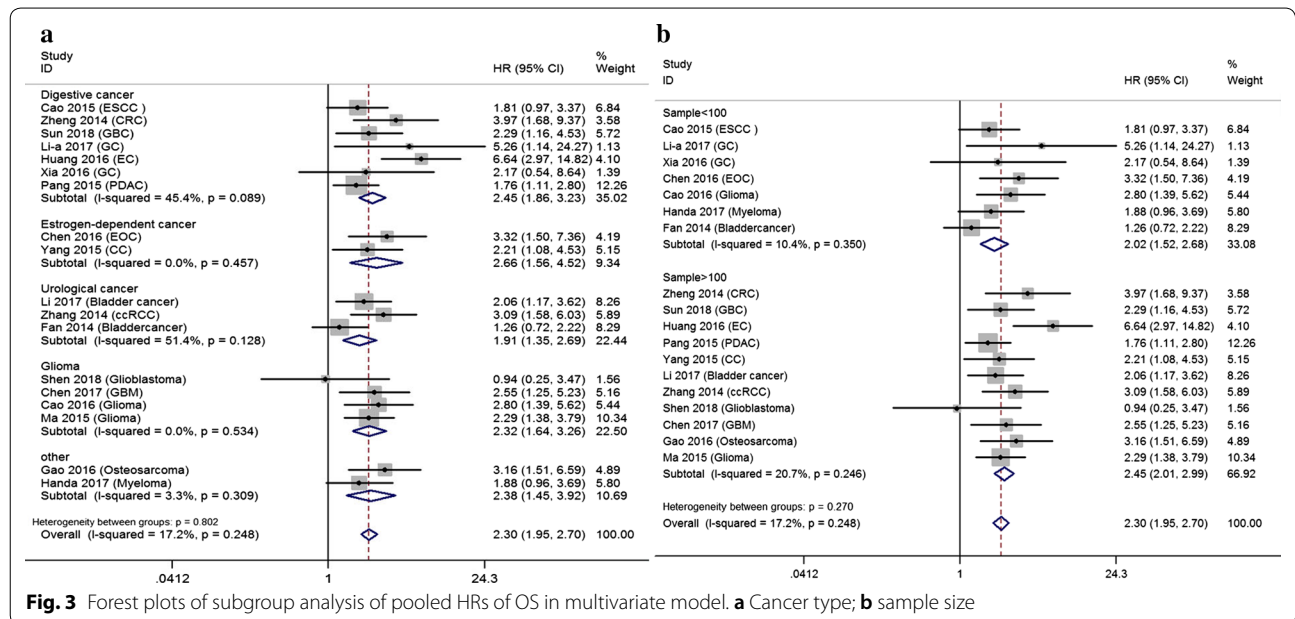 a
Study
ID
HR (95% CI)
%
Weight
Digestive cancer
Cao 2015 (ESCC ) 1.81 (0.97, 3.37) 6.84
Zheng 2014 (CRC) 3.97 (1.68, 9.37) 3.58
Sun 2018 (GBC) 2.29 (1.16, 4.53) 5.72
Li-a 2017 (GC) 5.26 (1.14, 24.27) 1.13
Huang 2016 (EC) 6.64 (2.97, 14.82) 4.10
Xia 2016 (GC) 2.17 (0.54, 8.64) 1.39
Pang 2015 (PDAC) 1.76 (1.11, 2.80) 12.26
Subtotal (I-squared = 45.4%, p = 0.089) 2.45 (1.86, 3.23) 35.02
Estrogen-dependent cancer
Chen 2016 (EOC) 3.32 (1.50, 7.36) 4.19
Yang 2015 (CC) 2.21 (1.08, 4.53) 5.15
Subtotal (I-squared = 0.0%, p = 0.457) 2.66 (1.56, 4.52) 9.34
Urological cancer
Li 2017 (Bladder cancer) 2.06 (1.17, 3.62) 8.26
Zhang 2014 (ccRCC) 3.09 (1.58, 6.03) 5.89
Fan 2014 (Bladdercancer) 1.26 (0.72, 2.22) 8.29
Subtotal (I-squared = 51.4%, p = 0.128) 1.91 (1.35, 2.69) 22.44
Glioma
Shen 2018 (Glioblastoma) 0.94 (0.25, 3.47) 1.56
Chen 2017 (GBM) 2.55 (1.25, 5.23) 5.16
Cao 2016 (Glioma) 2.80 (1.39, 5.62) 5.44
Ma 2015 (Glioma) 2.29 (1.38, 3.79) 10.34
Subtotal (I-squared = 0.0%, p = 0.534) 2.32 (1.64, 3.26) 22.50
other
Gao 2016 (Osteosarcoma) 3.16 (1.51, 6.59) 4.89
Handa 2017 (Myeloma) 1.88 (0.96, 3.69) 5.80
Subtotal (I-squared = 3.3%, p = 0.309) 2.38 (1.45, 3.92) 10.69
Heterogeneity between groups: p = 0.802
Overall (I-squared = 17.2%, p = 0.248) 2.30 (1.95, 2.70) 100.00
.0412 1 24.3
b
Study
ID
HR (95% CI)
%
Weight
Sample<100
Cao 2015 (ESCC ) 1.81 (0.97, 3.37) 6.84
Li-a 2017 (GC) 5.26 (1.14, 24.27) 1.13
Xia 2016 (GC) 2.17 (0.54, 8.64) 1.39
Chen 2016 (EOC) 3.32 (1.50, 7.36) 4.19
Cao 2016 (Glioma) 2.80 (1.39, 5.62) 5.44
Handa 2017 (Myeloma) 1.88 (0.96, 3.69) 5.80
Fan 2014 (Bladdercancer) 1.26 (0.72, 2.22) 8.29
Subtotal (I-squared = 10.4%, p = 0.350) 2.02 (1.52, 2.68) 33.08
Sample>100
Zheng 2014 (CRC) 3.97 (1.68, 9.37) 3.58
Sun 2018 (GBC) 2.29 (1.16, 4.53) 5.72
Huang 2016 (EC) 6.64 (2.97, 14.82) 4.10
Pang 2015 (PDAC) 1.76 (1.11, 2.80) 12.26
Yang 2015 (CC) 2.21 (1.08, 4.53) 5.15
Li 2017 (Bladder cancer) 2.06 (1.17, 3.62) 8.26
Zhang 2014 (ccRCC) 3.09 (1.58, 6.03) 5.89
Shen 2018 (Glioblastoma) 0.94 (0.25, 3.47) 1.56
Chen 2017 (GBM) 2.55 (1.25, 5.23) 5.16
Gao 2016 (Osteosarcoma) 3.16 (1.51, 6.59) 4.89
Ma 2015 (Glioma) 2.29 (1.38, 3.79) 10.34
Subtotal (I-squared = 20.7%, p = 0.246) 2.45 (2.01, 2.99) 66.92
Heterogeneity between groups: p = 0.270
Overall (I-squared = 17.2%, p = 0.248) 2.30 (1.95, 2.70) 100.00
.0412 1 24.3
Fig. 3 Forest plots of subgroup analysis of pooled HRs of OS in multivariate model. a Cancer type; b sample size